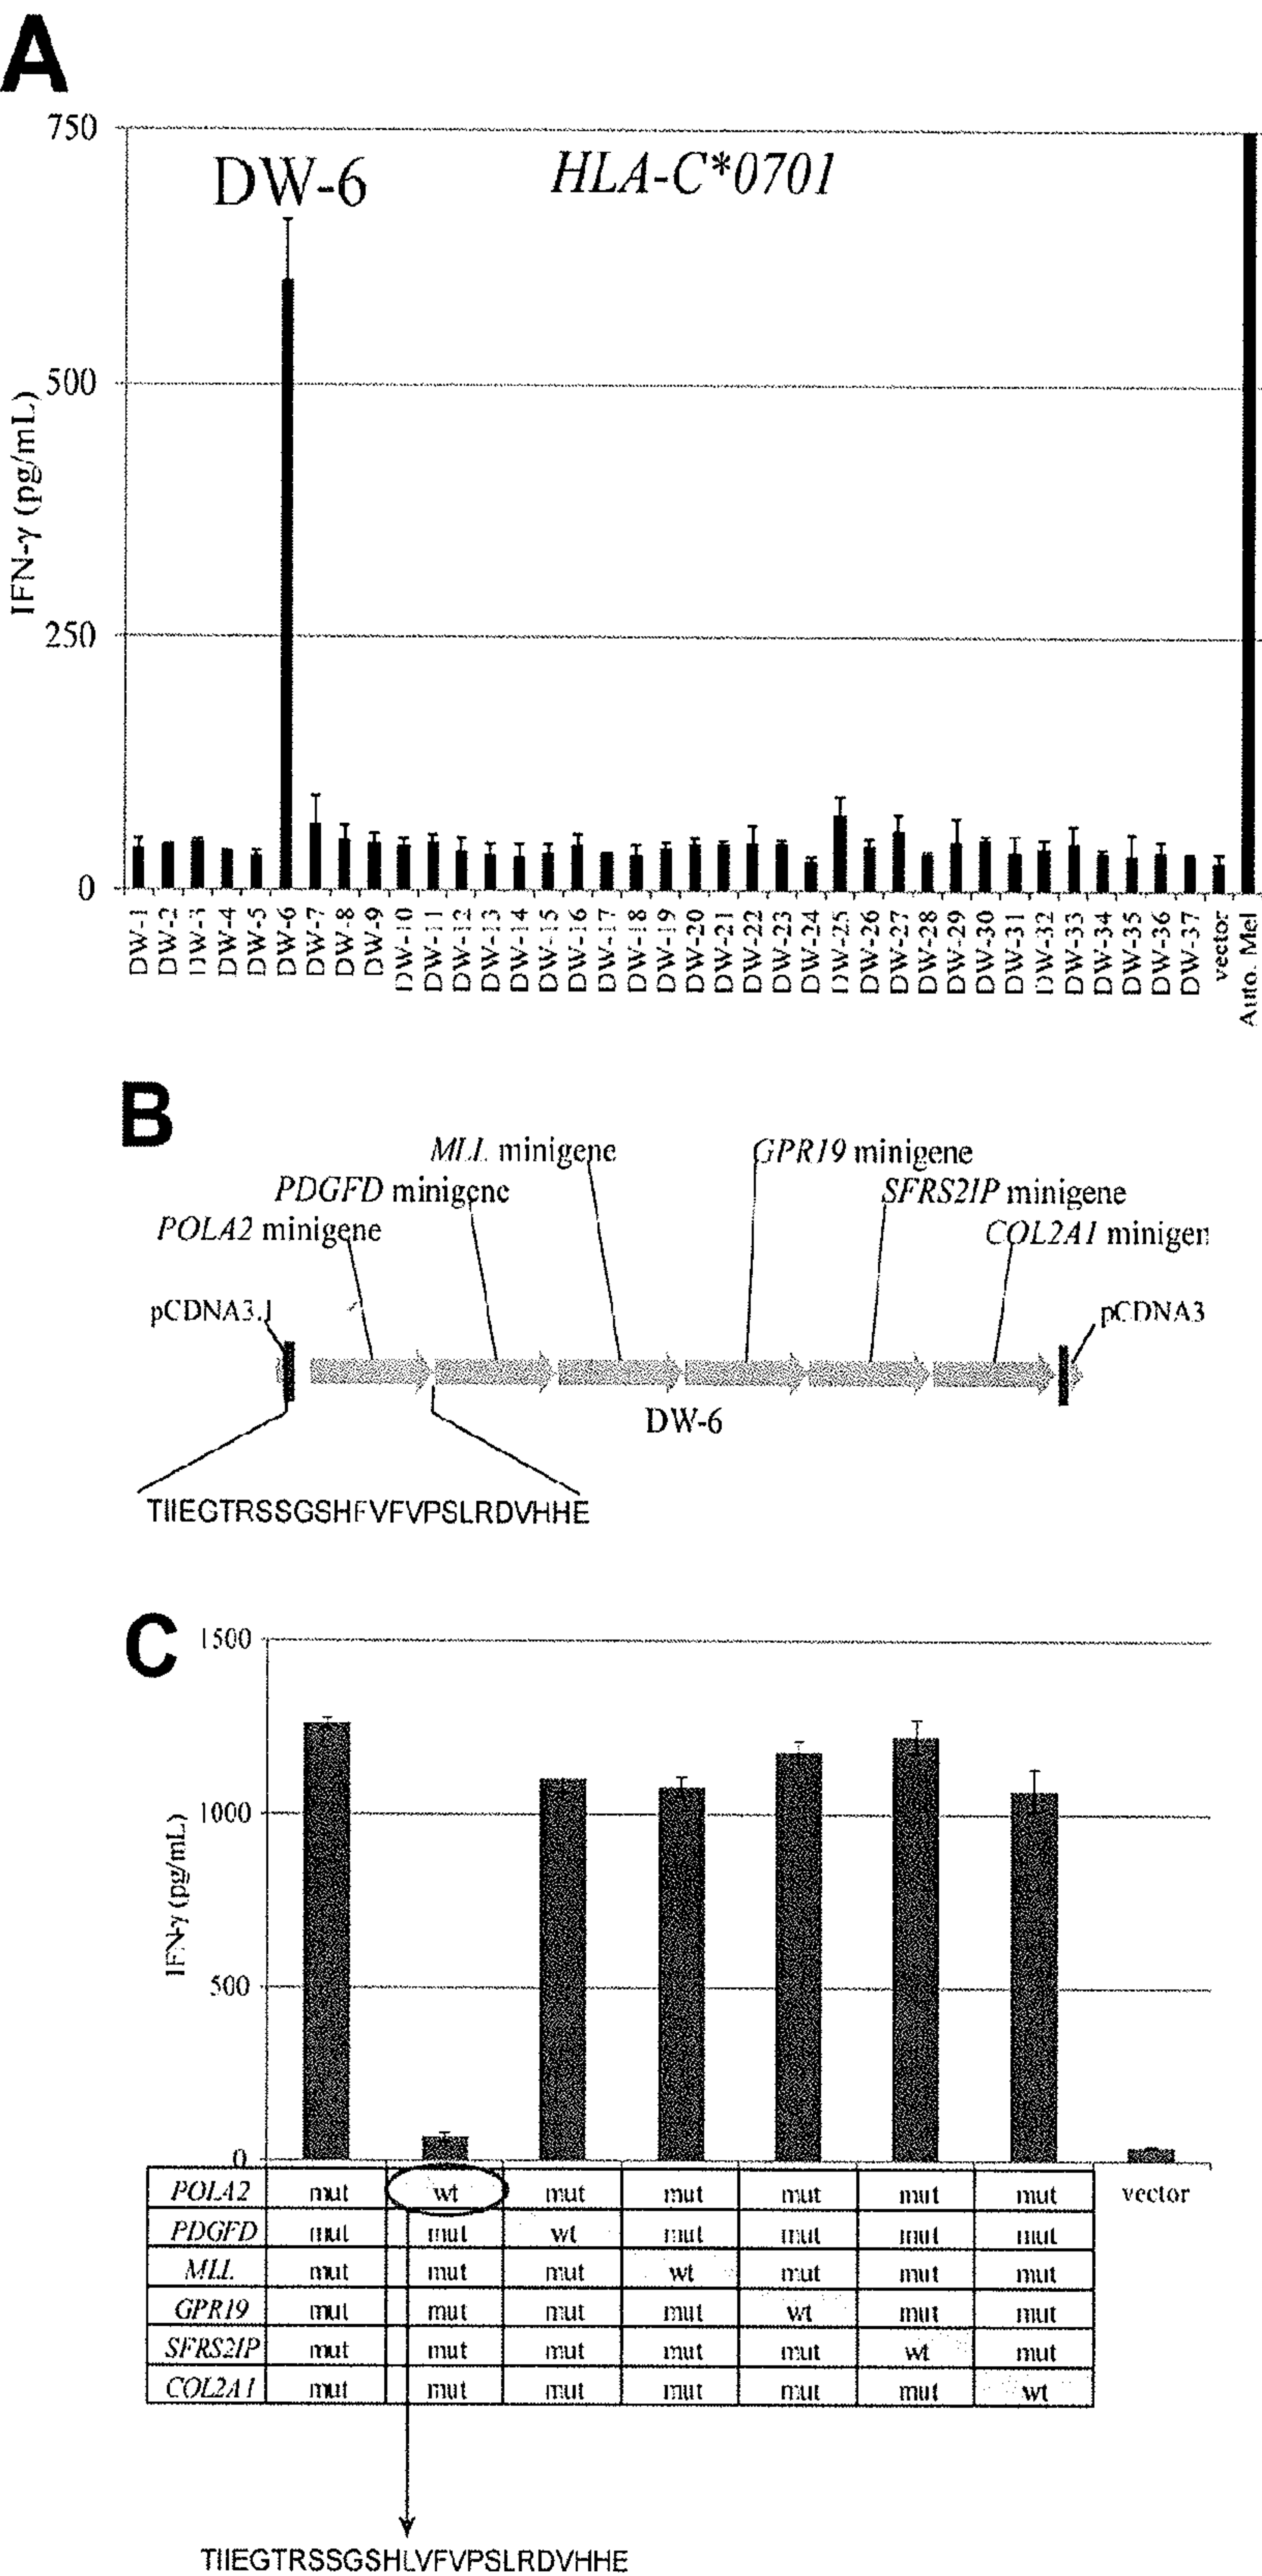 A
750
DW-6
HLA-C*0701
500
250
0
IFN-γ (pg/mL)
DW-1
DW-2
DW-3
DW-4
DW-5
DW-6
DW-7
DW-8
DW-9
DW-10
DW-11
DW-12
DW-13
DW-14
DW-15
DW-16
DW-17
DW-18
DW-19
DW-20
DW-21
DW-22
DW-23
DW-24
DW-25
DW-26
DW-27
DW-28
DW-29
DW-30
DW-31
DW-32
DW-33
DW-34
DW-35
DW-36
DW-37
vector
Auto. Mel
B
MLL minigene
GPR19 minigene
PDGFD minigene
SFRS2IP minigene
POLA2 minigene
COL2A1 minigen
pCDNA3.1
pCDNA3
DW-6
TIIEGTRSSGSHFVFVPSLRDVHHE
C
1500
1000
500
0
IFN-γ (pg/mL)
POLA2 mut wt mut mut mut mut mut vector
PDGFD mut mut wt mut mut mut mut
MLL mut mut mut wt mut mut mut
GPR19 mut mut mut mut wt mut mut
SFRS2IP mut mut mut mut mut wt mut
COL2A1 mut mut mut mut mut mut wt
TIIEGTRSSGSHLVFVPSLRDVHHE